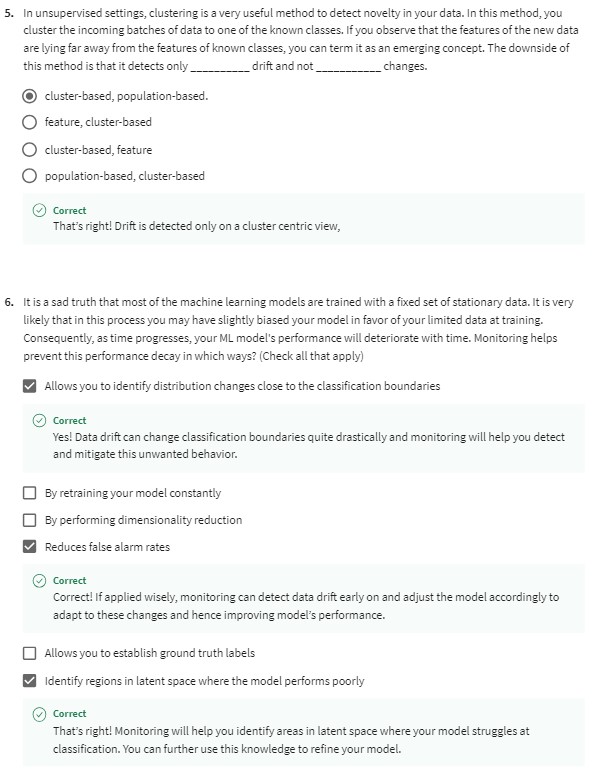 5. In unsupervised settings, clustering is a very useful method to detect novelty in your data. In this method, you
cluster the incoming batches of data to one of the known classes. If you observe that the features of the new data
are lying far away from the features of known classes, you can term it as an emerging concept. The downside of
this method is that it detects only __________ drift and not ___________ changes.
cluster-based, population-based.
feature, cluster-based
cluster-based, feature
population-based, cluster-based
Correct
That's right! Drift is detected only on a cluster centric view,
6. It is a sad truth that most of the machine learning models are trained with a fixed set of stationary data. It is very
likely that in this process you may have slightly biased your model in favor of your limited data at training.
Consequently, as time progresses, your ML model's performance will deteriorate with time. Monitoring helps
prevent this performance decay in which ways? (Check all that apply)
Allows you to identify distribution changes close to the classification boundaries
Correct
Yes! Data drift can change classification boundaries quite drastically and monitoring will help you detect
and mitigate this unwanted behavior.
By retraining your model constantly
By performing dimensionality reduction
Reduces false alarm rates
Correct
Correct! If applied wisely, monitoring can detect data drift early on and adjust the model accordingly to
adapt to these changes and hence improving model's performance.
Allows you to establish ground truth labels
Identify regions in latent space where the model performs poorly
Correct
That's right! Monitoring will help you identify areas in latent space where your model struggles at
classification. You can further use this knowledge to refine your model.